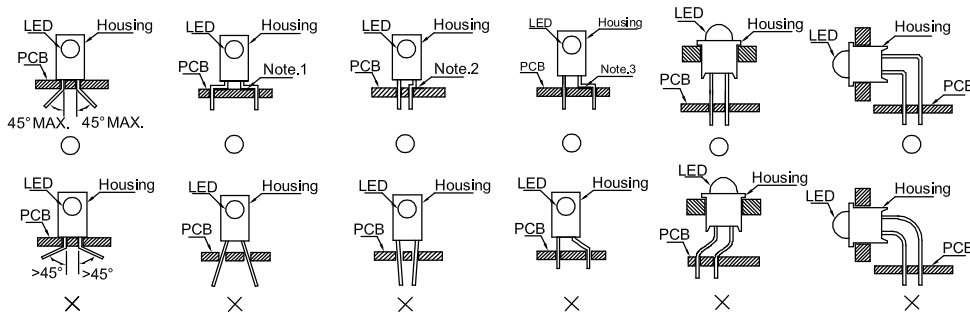 LED Housing
PCB
45° MAX. 45° MAX.
LED Housing
PCB Note.1
LED Housing
PCB Note.2
LED Housing
PCB Note.3
LED
Housing
PCB
LED
Housing
PCB
LED Housing
PCB
>45° >45°
LED Housing
PCB
LED Housing
PCB
LED Housing
PCB
LED
Housing
PCB
LED
Housing
PCB